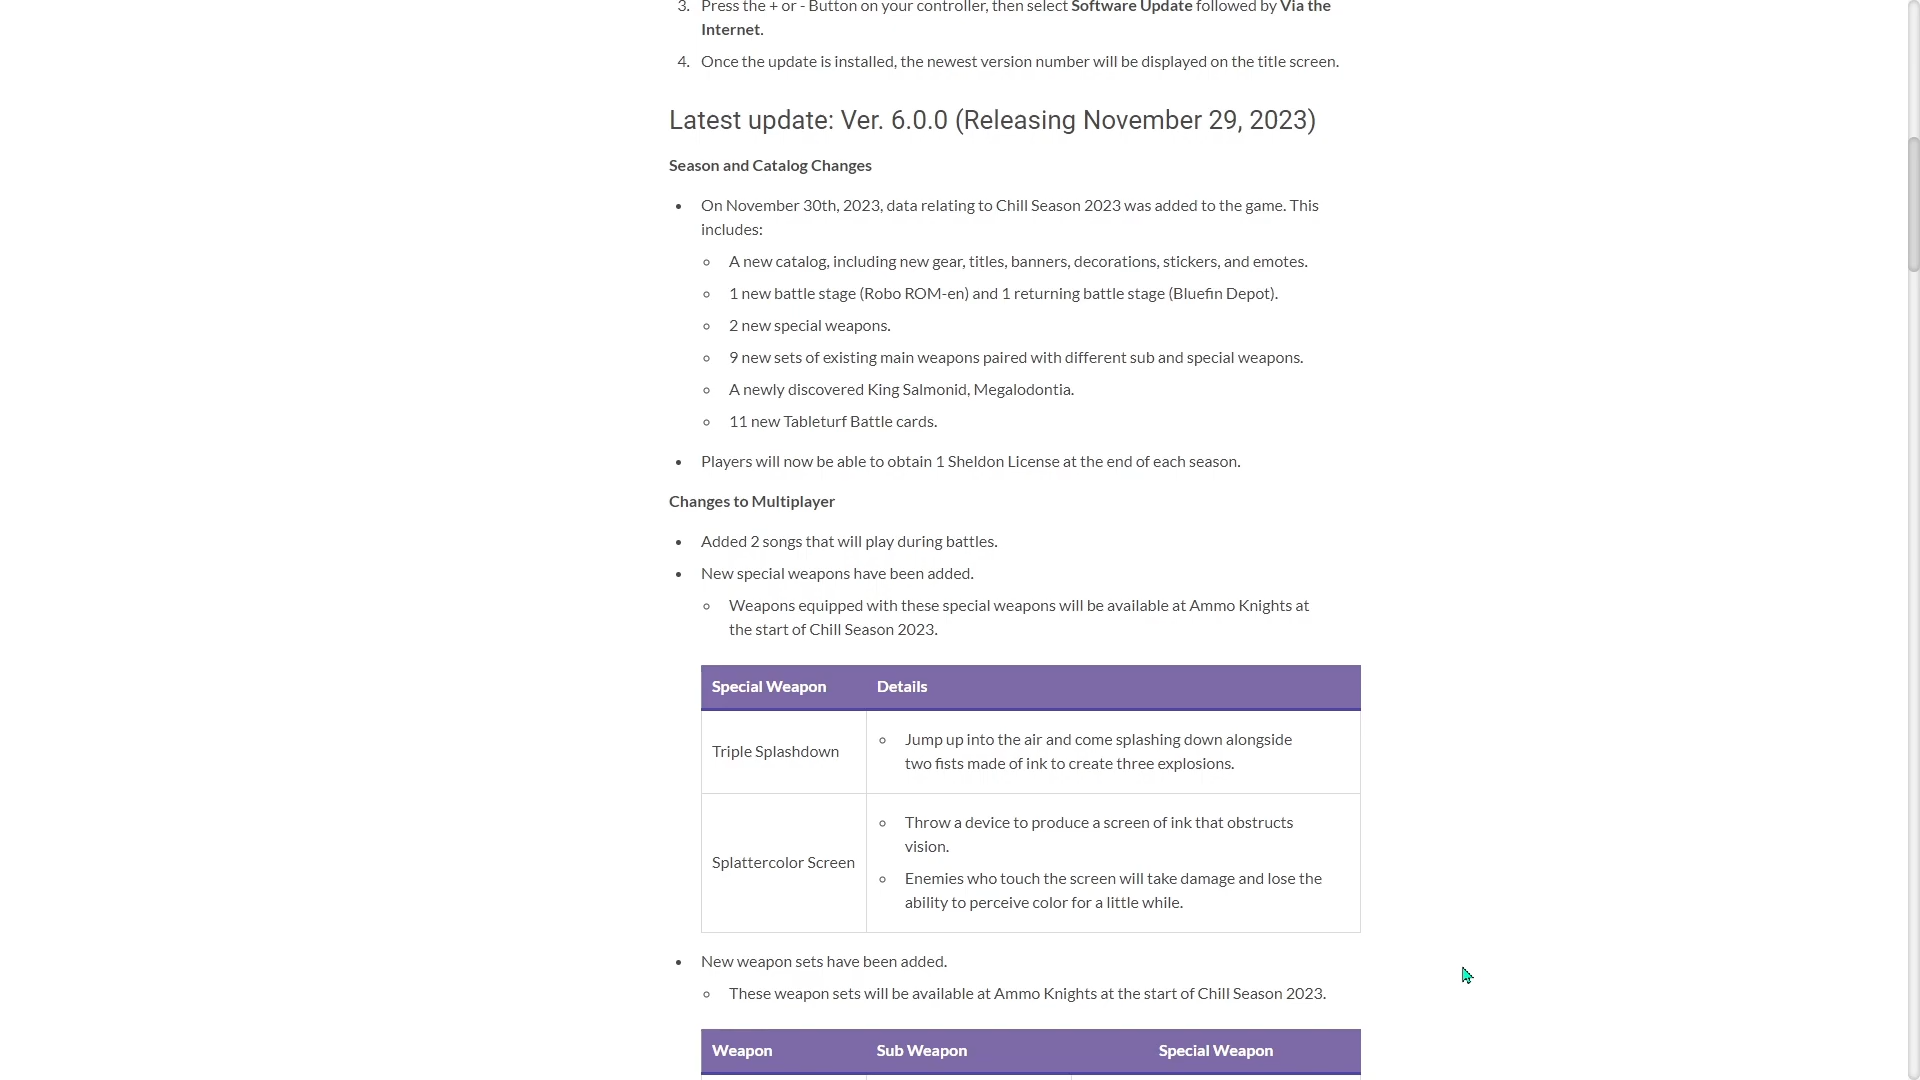 3. Press the + or - Button on your controller, then select Software Update followed by Via the
Internet.
4. Once the update is installed, the newest version number will be displayed on the title screen.
Latest update: Ver. 6.0.0 (Releasing November 29, 2023)
Season and Catalog Changes
• On November 30th, 2023, data relating to Chill Season 2023 was added to the game. This
includes:
◦ A new catalog, including new gear, titles, banners, decorations, stickers, and emotes.
◦ 1 new battle stage (Robo ROM-en) and 1 returning battle stage (Bluefin Depot).
◦ 2 new special weapons.
◦ 9 new sets of existing main weapons paired with different sub and special weapons.
◦ A newly discovered King Salmonid, Megalodontia.
◦ 11 new Tableturf Battle cards.
• Players will now be able to obtain 1 Sheldon License at the end of each season.
Changes to Multiplayer
• Added 2 songs that will play during battles.
• New special weapons have been added.
◦ Weapons equipped with these special weapons will be available at Ammo Knights at
the start of Chill Season 2023.
Special Weapon Details
Triple Splashdown
◦ Jump up into the air and come splashing down alongside
two fists made of ink to create three explosions.
Splattercolor Screen
◦ Throw a device to produce a screen of ink that obstructs
vision.
◦ Enemies who touch the screen will take damage and lose the
ability to perceive color for a little while.
• New weapon sets have been added.
◦ These weapon sets will be available at Ammo Knights at the start of Chill Season 2023.
Weapon Sub Weapon Special Weapon